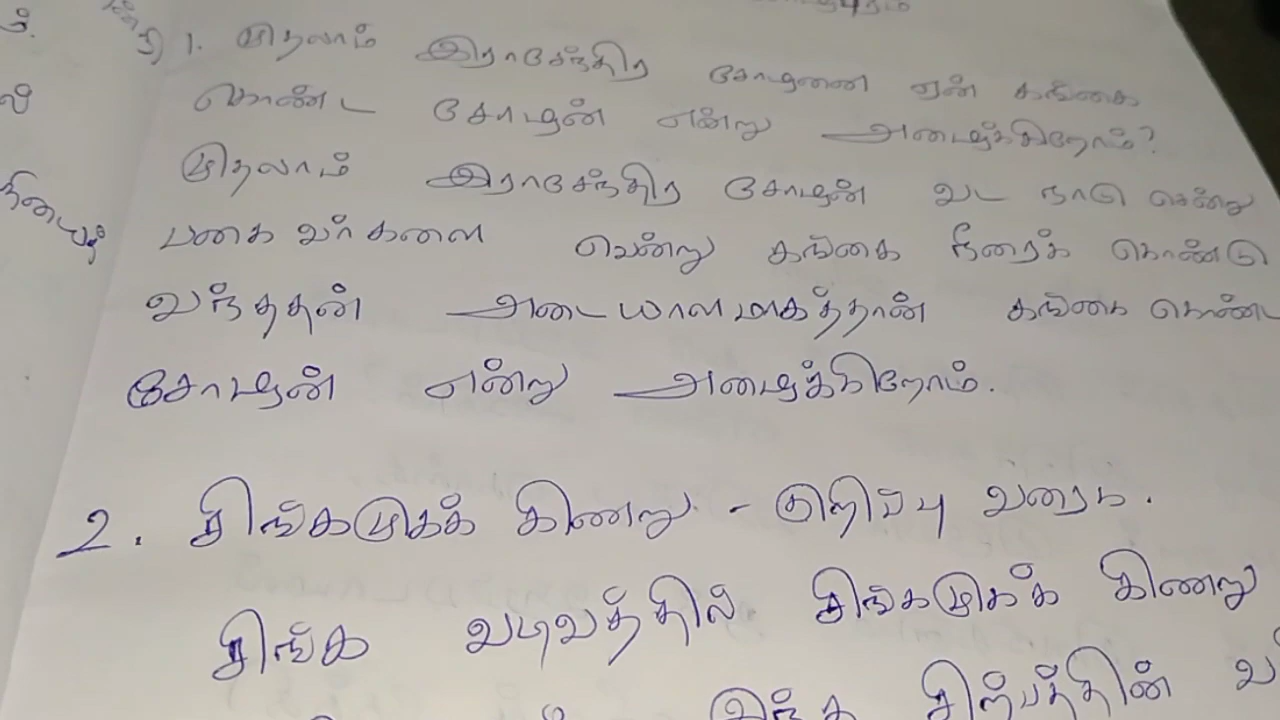 1. முதலாம் இராசேந்திர சோழனை ஏன் கங்கை
கொண்ட சோழன் என்று அழைக்கிறோம்?
முதலாம் இராசேந்திர சோழன் வட நாடு சென்று
பகை வர்களை வென்று கங்கை நீரைக் கொண்டு
வந்ததன் அடையாளமாகத்தான் கங்கை கொண்ட
சோழன் என்று அழைக்கிறோம்.
2. சிங்கமுகக் கிணறு - குறிப்பு வரைக.
சிங்க வடிவத்தில் சிங்கமுகக் கிணறு
இந்த சிற்பத்தின்